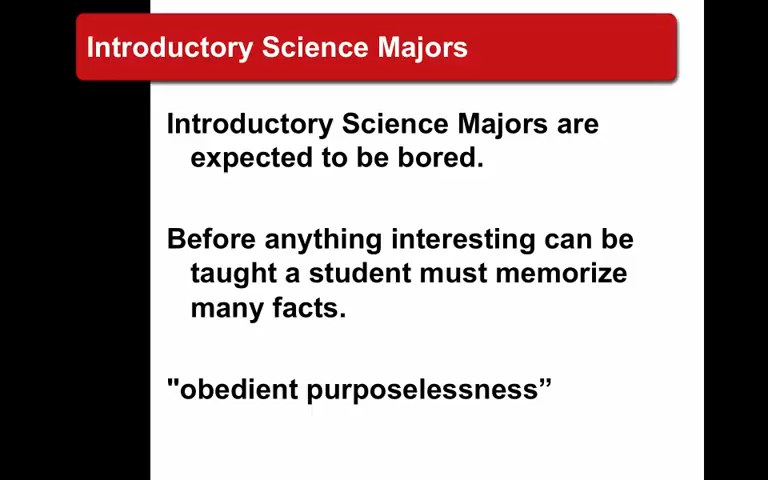 Introductory Science Majors
Introductory Science Majors are
expected to be bored.
Before anything interesting can be
taught a student must memorize
many facts.
"obedient purposelessness”